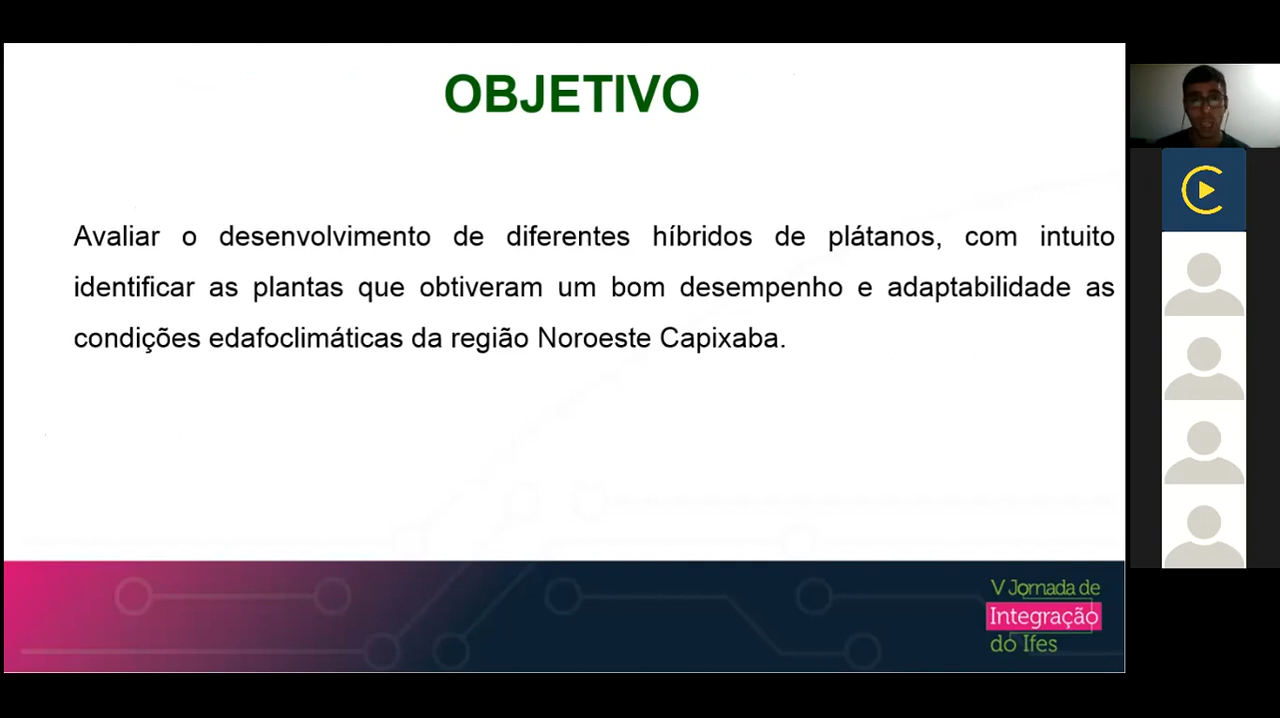 OBJETIVO
Avaliar o desenvolvimento de diferentes híbridos de plátanos, com intuito
identificar as plantas que obtiveram um bom desempenho e adaptabilidade as
condições edafoclimáticas da região Noroeste Capixaba.
V Jornada de
Integração
do Ifes